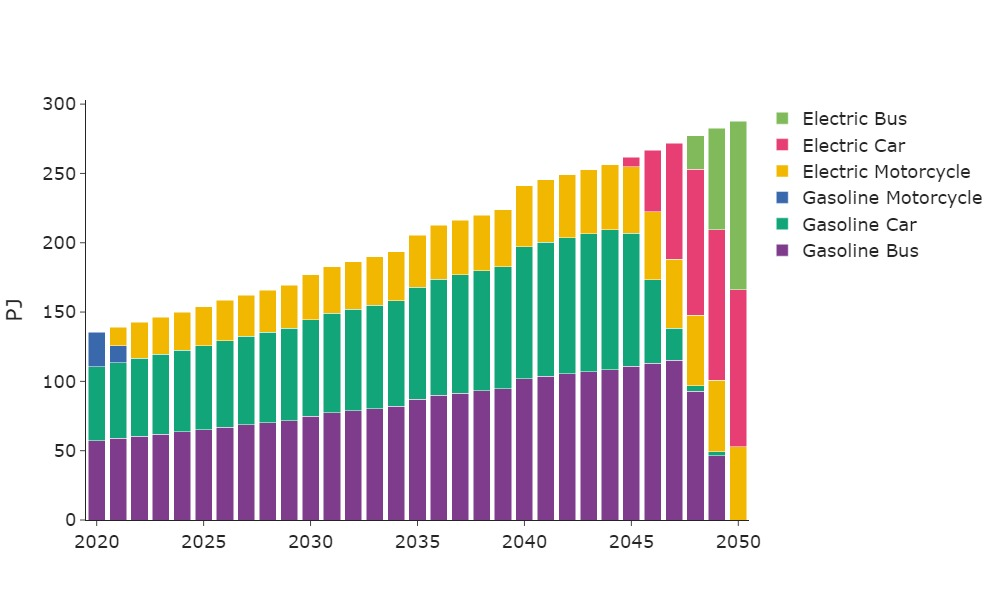 300
250
200
150
100
50
0
PJ
2020 2025 2030 2035 2040 2045 2050
Electric Bus
Electric Car
Electric Motorcycle
Gasoline Motorcycle
Gasoline Car
Gasoline Bus